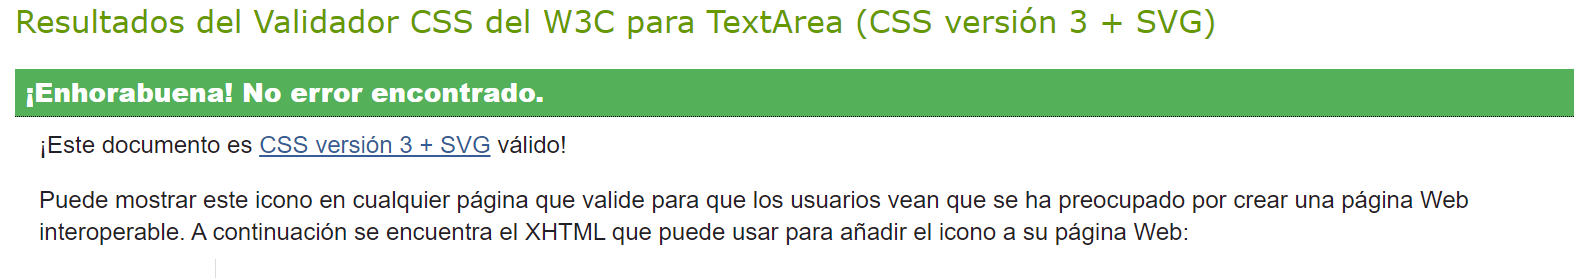 Resultados del Validador CSS del W3C para TextArea (CSS versión 3 + SVG)
¡Enhorabuena! No error encontrado.
¡Este documento es CSS versión 3 + SVG válido!
Puede mostrar este icono en cualquier página que valide para que los usuarios vean que se ha preocupado por crear una página Web
interoperable. A continuación se encuentra el XHTML que puede usar para añadir el icono a su página Web: